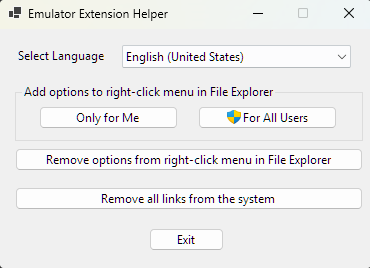 Emulator Extension Helper
Select Language
English (United States)
Add options to right-click menu in File Explorer
Only for Me
For All Users
Remove options from right-click menu in File Explorer
Remove all links from the system
Exit